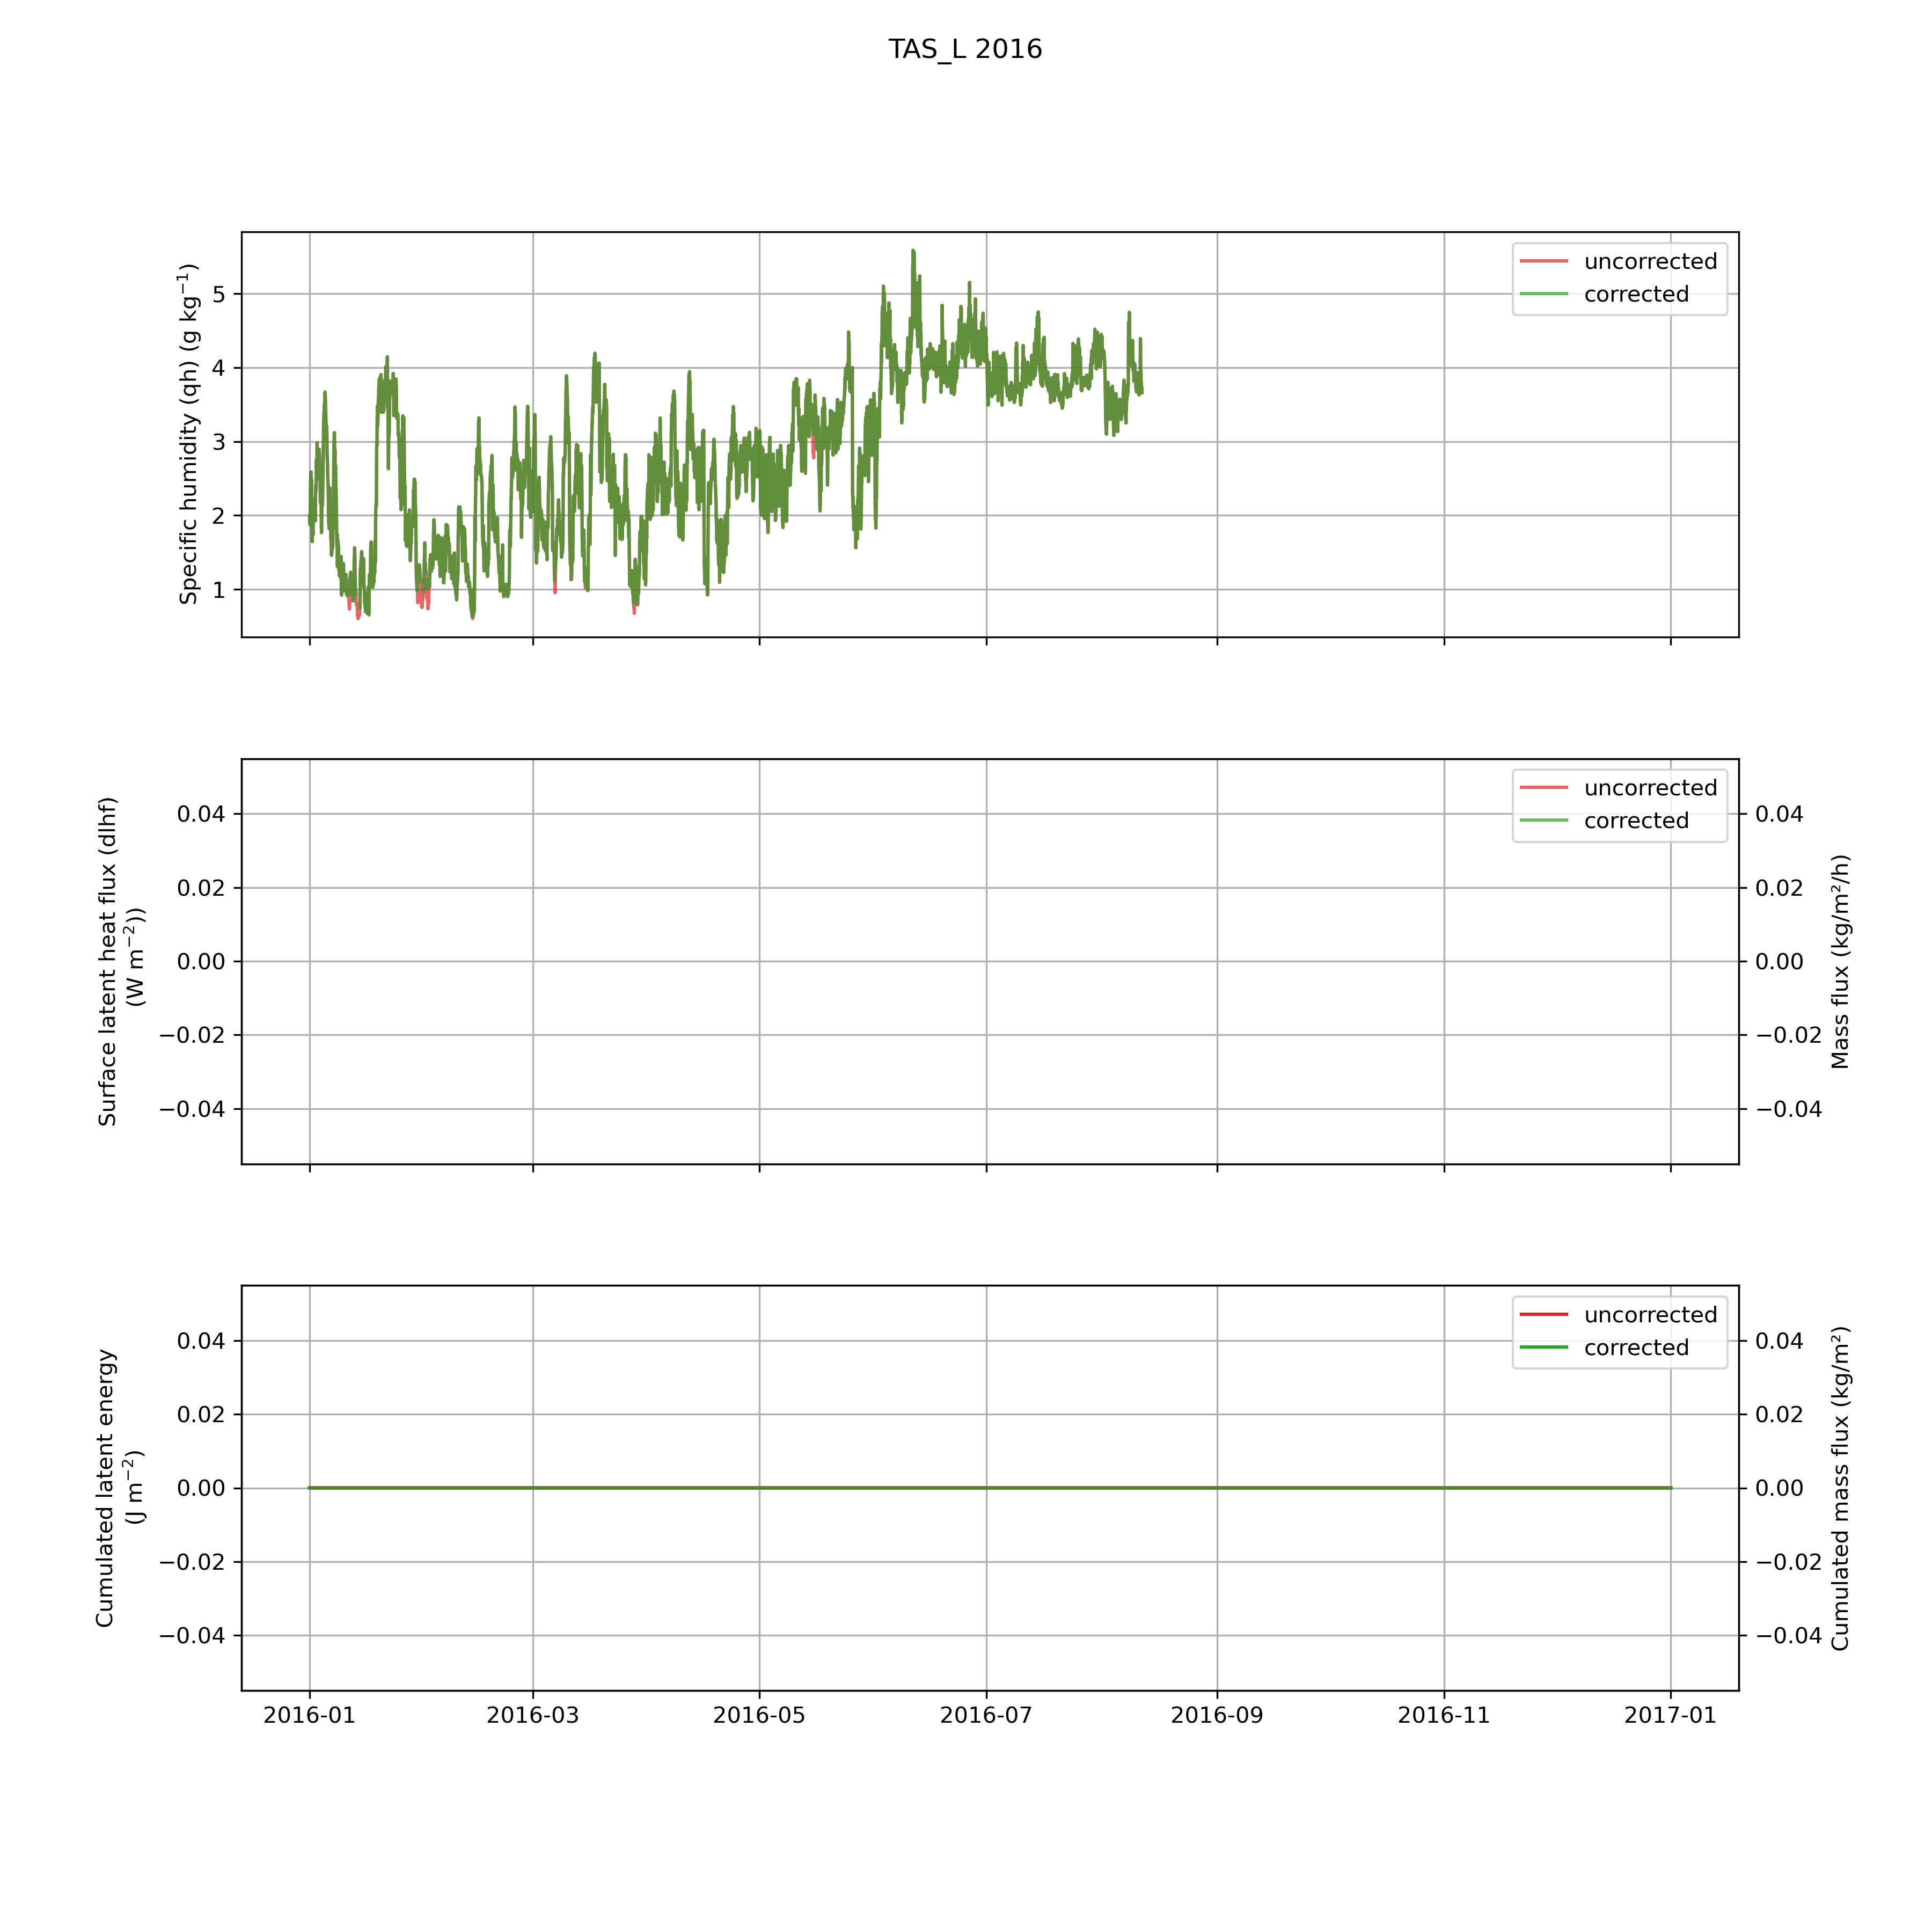 TAS_L 2016
Specific humidity (qh) (g kg⁻¹)
5
4
3
2
1
uncorrected
corrected
Surface latent heat flux (dlhf)
(W m⁻²))
0.04
0.02
0.00
−0.02
−0.04
uncorrected
corrected
0.04
0.02
0.00
−0.02
−0.04
Mass flux (kg/m²/h)
Cumulated latent energy
(J m⁻²)
0.04
0.02
0.00
−0.02
−0.04
uncorrected
corrected
0.04
0.02
0.00
−0.02
−0.04
Cumulated mass flux (kg/m²)
2016-01 2016-03 2016-05 2016-07 2016-09 2016-11 2017-01